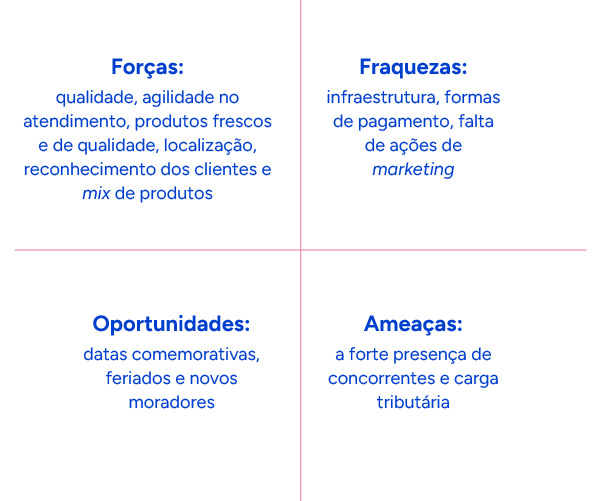 Forças:
qualidade, agilidade no
atendimento, produtos frescos
e de qualidade, localização,
reconhecimento dos clientes e
mix de produtos
Fraquezas:
infraestrutura, formas
de pagamento, falta
de ações de
marketing
Oportunidades:
datas comemorativas,
feriados e novos
moradores
Ameaças:
a forte presença de
concorrentes e carga
tributária